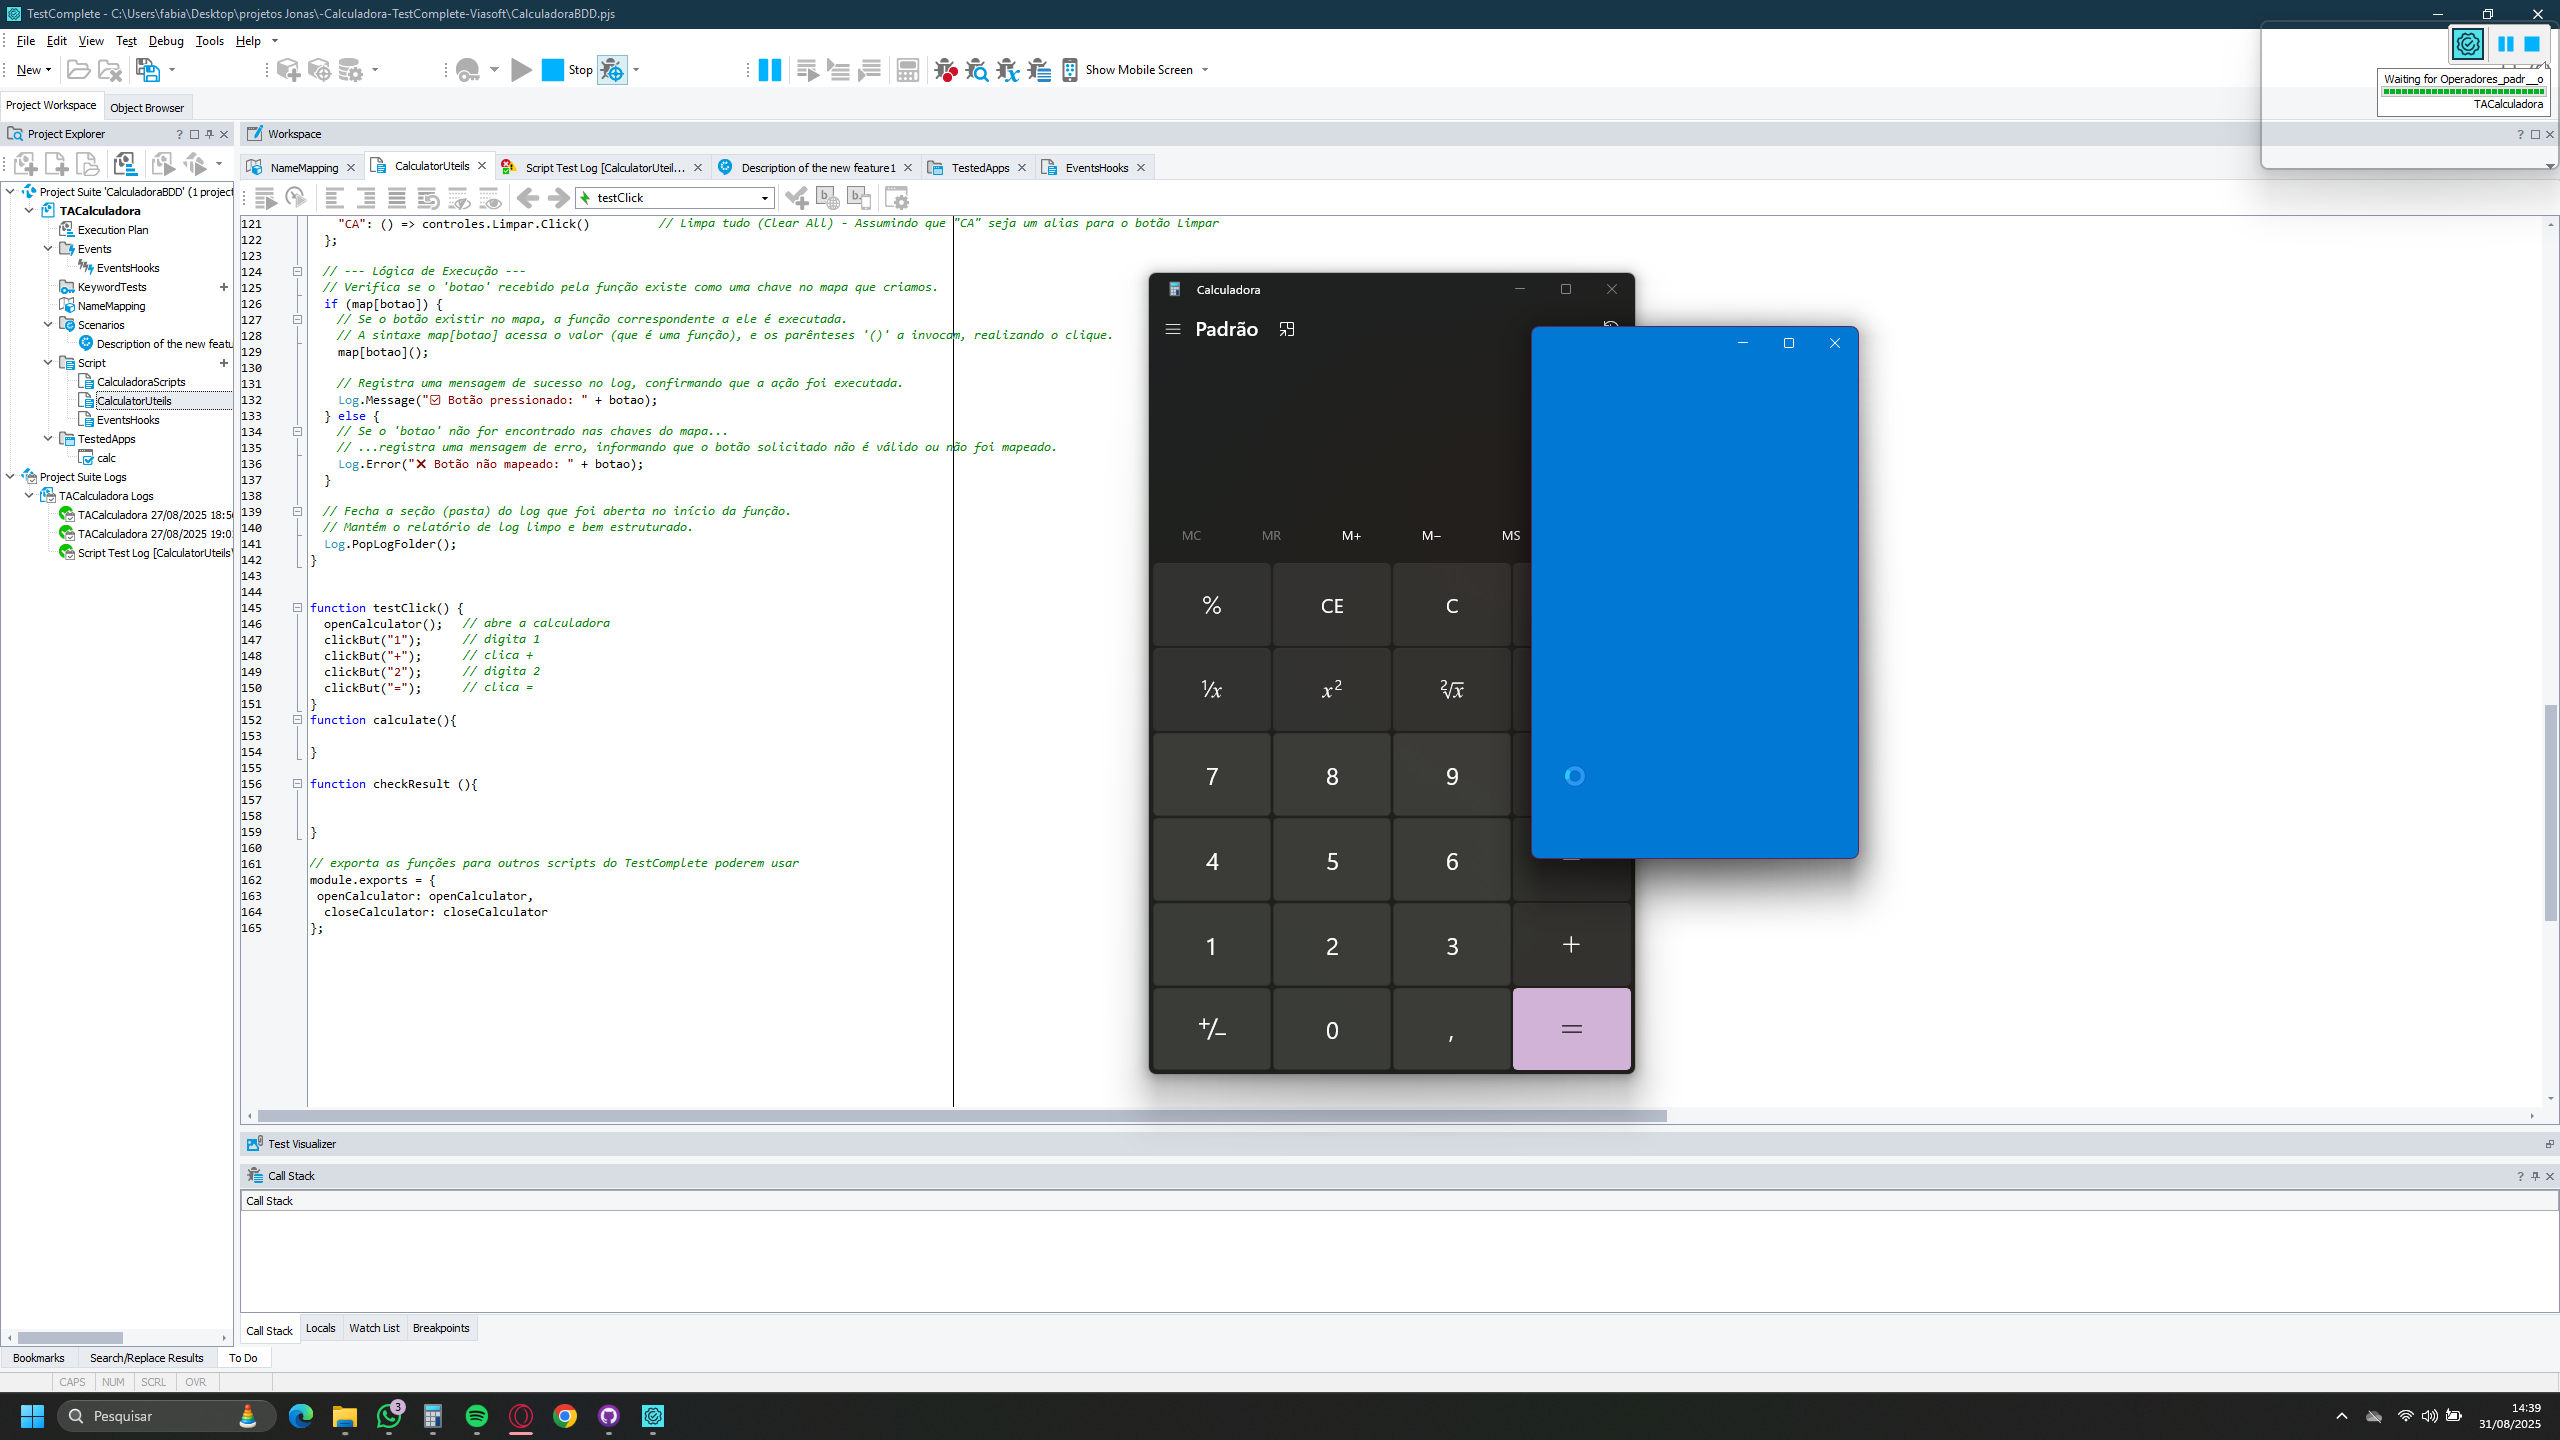 TestComplete - C:\Users\fabia\Desktop\projetos Jonas\-Calculadora-TestComplete-Viasoft\CalculadoraBDD.pjs
File Edit View Test Debug Tools Help
New Stop Show Mobile Screen
Waiting for Operadores_padr__o
TACalculadora
Project Workspace Object Browser
Project Explorer
Project Suite 'CalculadoraBDD' (1 project
TACalculadora
Execution Plan
Events
EventsHooks
KeywordTests
NameMapping
Scenarios
Description of the new featu
Script
CalculadoraScripts
CalculatorUteils
EventsHooks
TestedApps
calc
Project Suite Logs
TACalculadora Logs
TACalculadora 27/08/2025 18:5
TACalculadora 27/08/2025 19:0
Script Test Log [CalculatorUteils\
Workspace
NameMapping CalculatorUteils Script Test Log [CalculatorUteil... Description of the new feature1 TestedApps EventsHooks
testClick
121 "CA": () => controles.Limpar.Click() // Limpa tudo (Clear All) - Assumindo que "CA" seja um alias para o botão Limpar
122 };
123
124 // --- Lógica de Execução ---
125 // Verifica se o 'botao' recebido pela função existe como uma chave no mapa que criamos.
126 if (map[botao]) {
127 // Se o botão existir no mapa, a função correspondente a ele é executada.
128 // A sintaxe map[botao] acessa o valor (que é uma função), e os parênteses '()' a invocam, realizando o clique.
129 map[botao]();
130
131 // Registra uma mensagem de sucesso no log, confirmando que a ação foi executada.
132 Log.Message("☑ Botão pressionado: " + botao);
133 } else {
134 // Se o 'botao' não for encontrado nas chaves do mapa...
135 // ...registra uma mensagem de erro, informando que o botão solicitado não é válido ou não foi mapeado.
136 Log.Error("❌ Botão não mapeado: " + botao);
137 }
138
139 // Fecha a seção (pasta) do log que foi aberta no início da função.
140 // Mantém o relatório de log limpo e bem estruturado.
141 Log.PopLogFolder();
142 }
143
144
145 function testClick() {
146 openCalculator(); // abre a calculadora
147 clickBut("1"); // digita 1
148 clickBut("+"); // clica +
149 clickBut("2"); // digita 2
150 clickBut("="); // clica =
151 }
152 function calculate(){
153
154 }
155
156 function checkResult (){
157
158
159 }
160
161 // exporta as funções para outros scripts do TestComplete poderem usar
162 module.exports = {
163 openCalculator: openCalculator,
164 closeCalculator: closeCalculator
165 };
Calculadora
Padrão
MC MR M+ M− MS
% CE C
¹/x x² ²√x
7 8 9
4 5 6
1 2 3 +
+/− 0 , =
Test Visualizer
Call Stack
Call Stack
Call Stack Locals Watch List Breakpoints
Bookmarks Search/Replace Results To Do
CAPS NUM SCRL OVR
Pesquisar
3
14:39
31/08/2025